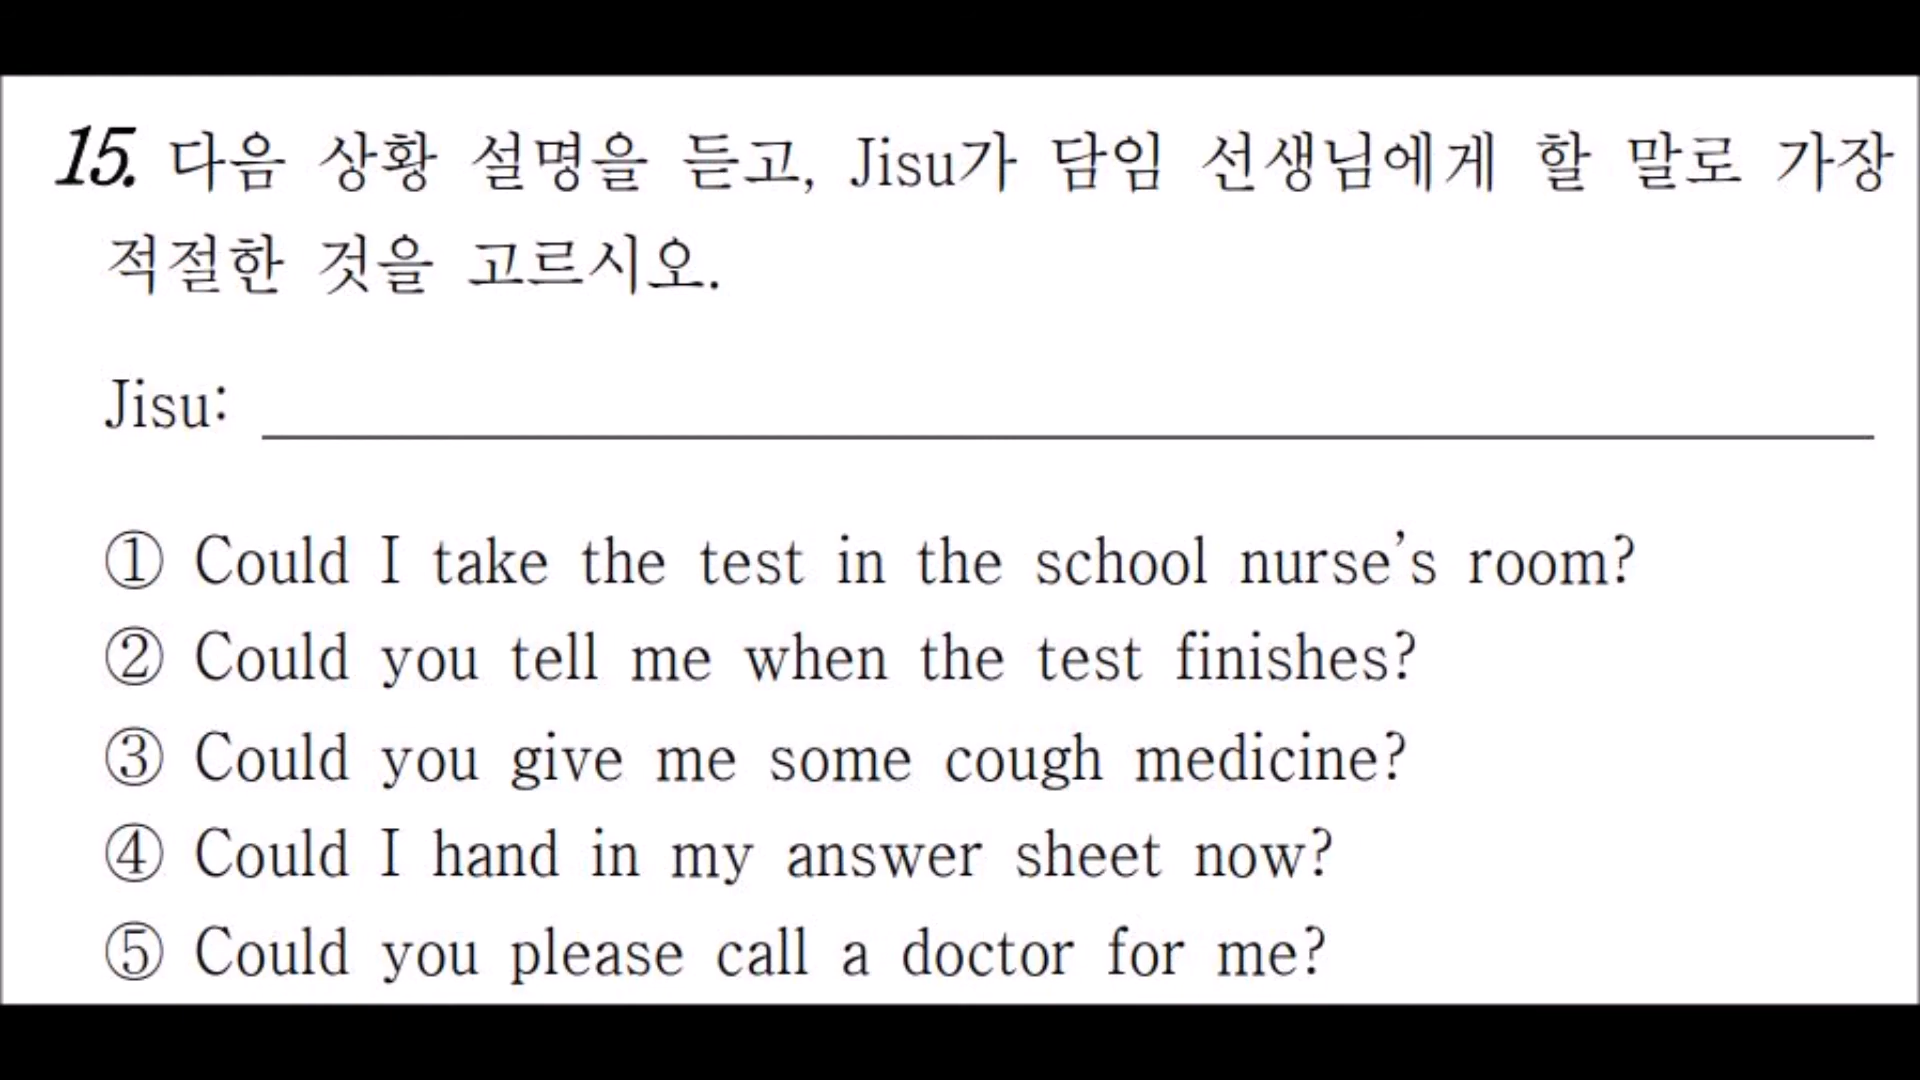 15. 다음 상황 설명을 듣고, Jisu가 담임 선생님에게 할 말로 가장
적절한 것을 고르시오.
Jisu:
① Could I take the test in the school nurse’s room?
② Could you tell me when the test finishes?
③ Could you give me some cough medicine?
④ Could I hand in my answer sheet now?
⑤ Could you please call a doctor for me?